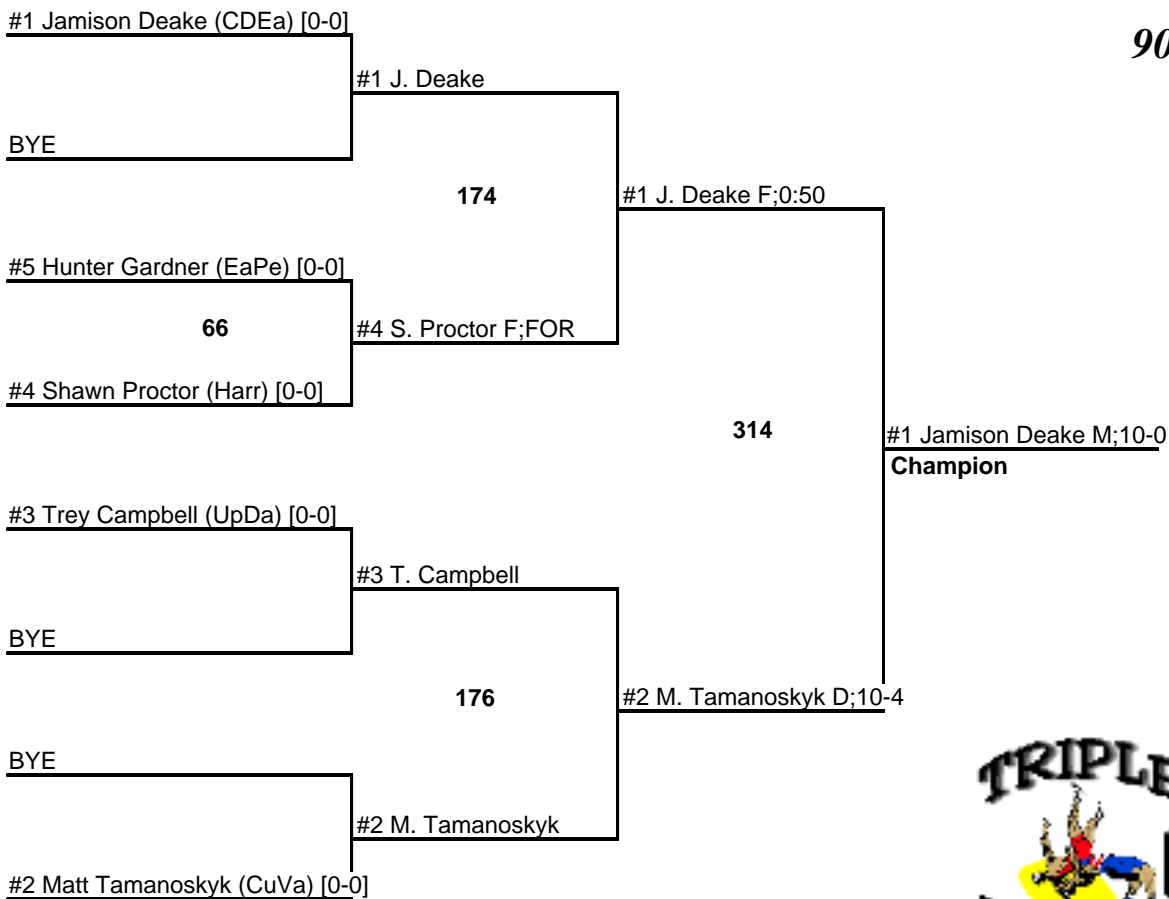 #1 Jamison Deake (CDEa) [0-0]
90
#1 J. Deake
BYE
174
#1 J. Deake F;0:50
#5 Hunter Gardner (EaPe) [0-0]
66
#4 S. Proctor F;FOR
#4 Shawn Proctor (Harr) [0-0]
314
#1 Jamison Deake M;10-0
Champion
#3 Trey Campbell (UpDa) [0-0]
#3 T. Campbell
BYE
176
#2 M. Tamanoskyk D;10-4
BYE
#2 M. Tamanoskyk
#2 Matt Tamanoskyk (CuVa) [0-0]
TRIPLE